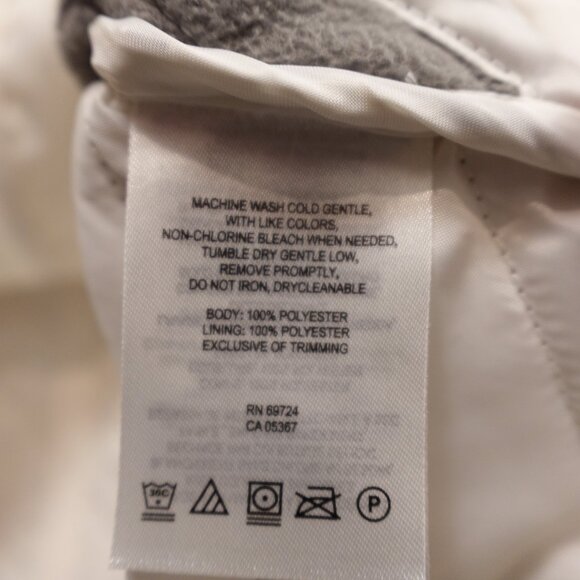 MACHINE WASH COLD GENTLE,
WITH LIKE COLORS,
NON-CHLORINE BLEACH WHEN NEEDED,
TUMBLE DRY GENTLE LOW,
REMOVE PROMPTLY,
DO NOT IRON, DRYCLEANABLE
BODY: 100% POLYESTER
LINING: 100% POLYESTER
EXCLUSIVE OF TRIMMING
RN 69724
CA 05367
30C P